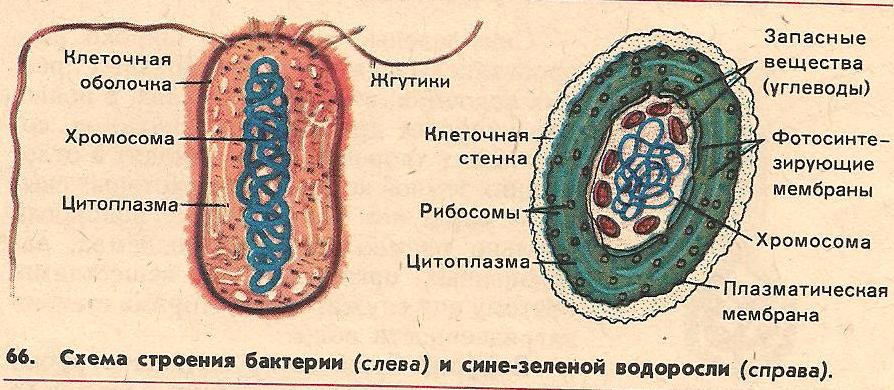 Клеточная
оболочка
Хромосома
Цитоплазма
Жгутики
Клеточная
стенка
Рибосомы
Цитоплазма
Запасные
вещества
(углеводы)
Фотосинте-
зирующие
мембраны
Хромосома
Плазматическая
мембрана
66. Схема строения бактерии (слева) и сине-зеленой водоросли (справа).